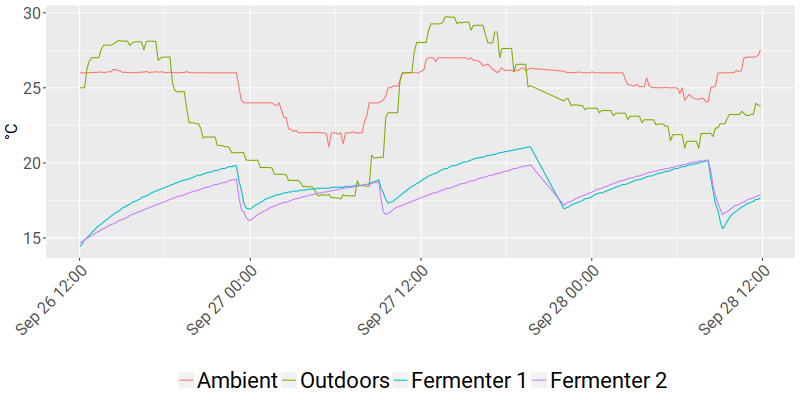 30
25
20
15
°C
Sep 26 12:00
Sep 27 00:00
Sep 27 12:00
Sep 28 00:00
Sep 28 12:00
Ambient Outdoors Fermenter 1 Fermenter 2